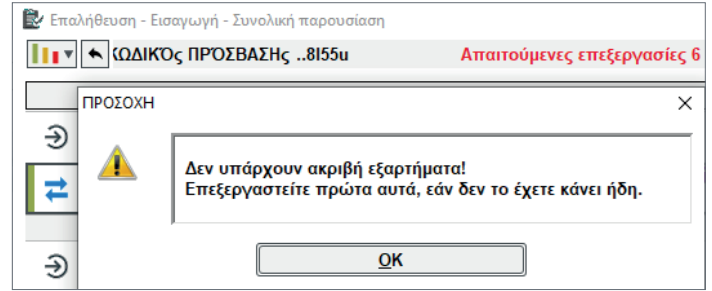 Επαλήθευση - Εισαγωγή - Συνολική παρουσίαση
ΚΩΔΙΚΌς ΠΡΌΣΒΑΣΗς ..8I55u Απαιτούμενες επεξεργασίες 6
ΠΡΟΣΟΧΗ
Δεν υπάρχουν ακριβή εξαρτήματα!
Επεξεργαστείτε πρώτα αυτά, εάν δεν το έχετε κάνει ήδη.
OK